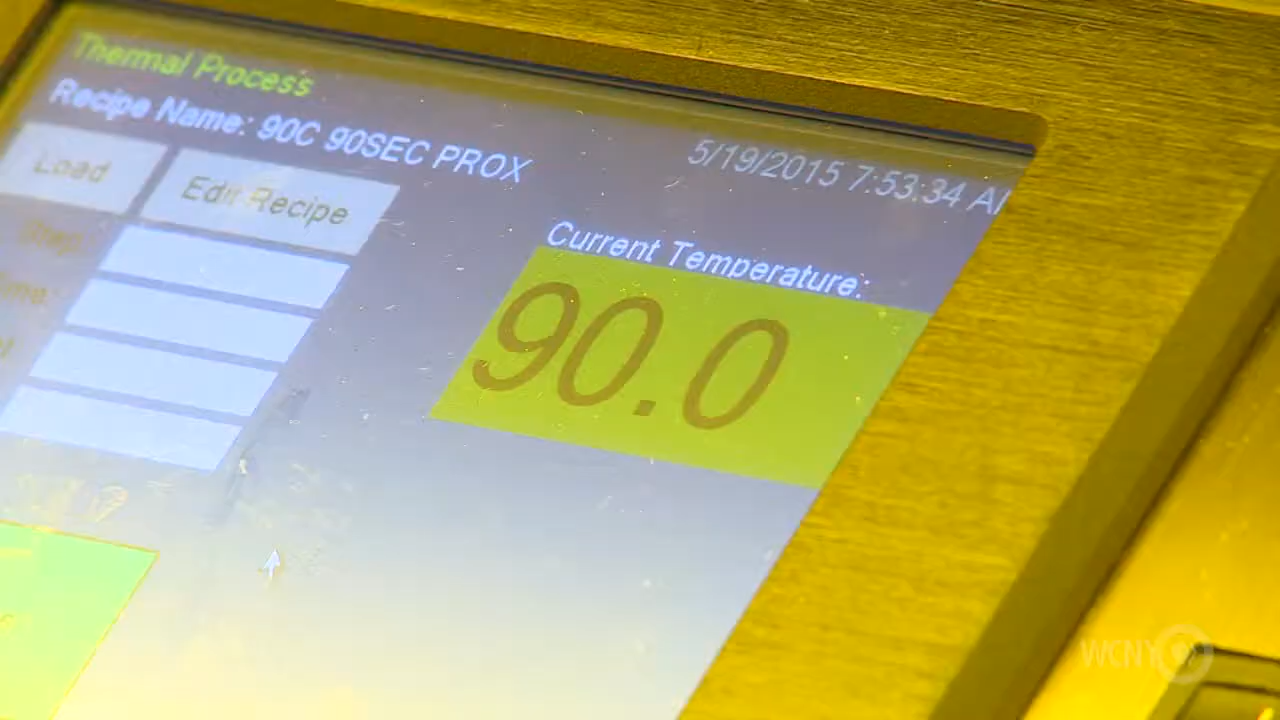 Thermal Process
Recipe Name: 90C 90SEC PROX
5/19/2015 7:53:34
Load
Edit Recipe
Current Temperature:
90.0
WCNY